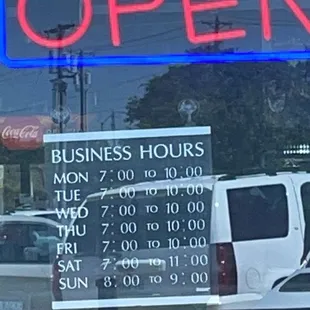 OPEN
Coca-Cola
BUSINESS HOURS
MON 7:00 TO 10:00
TUE 7:00 TO 10:00
WED 7:00 TO 10:00
THU 7:00 TO 10:00
FRI 7:00 TO 10:00
SAT 7:00 TO 11:00
SUN 8:00 TO 9:00